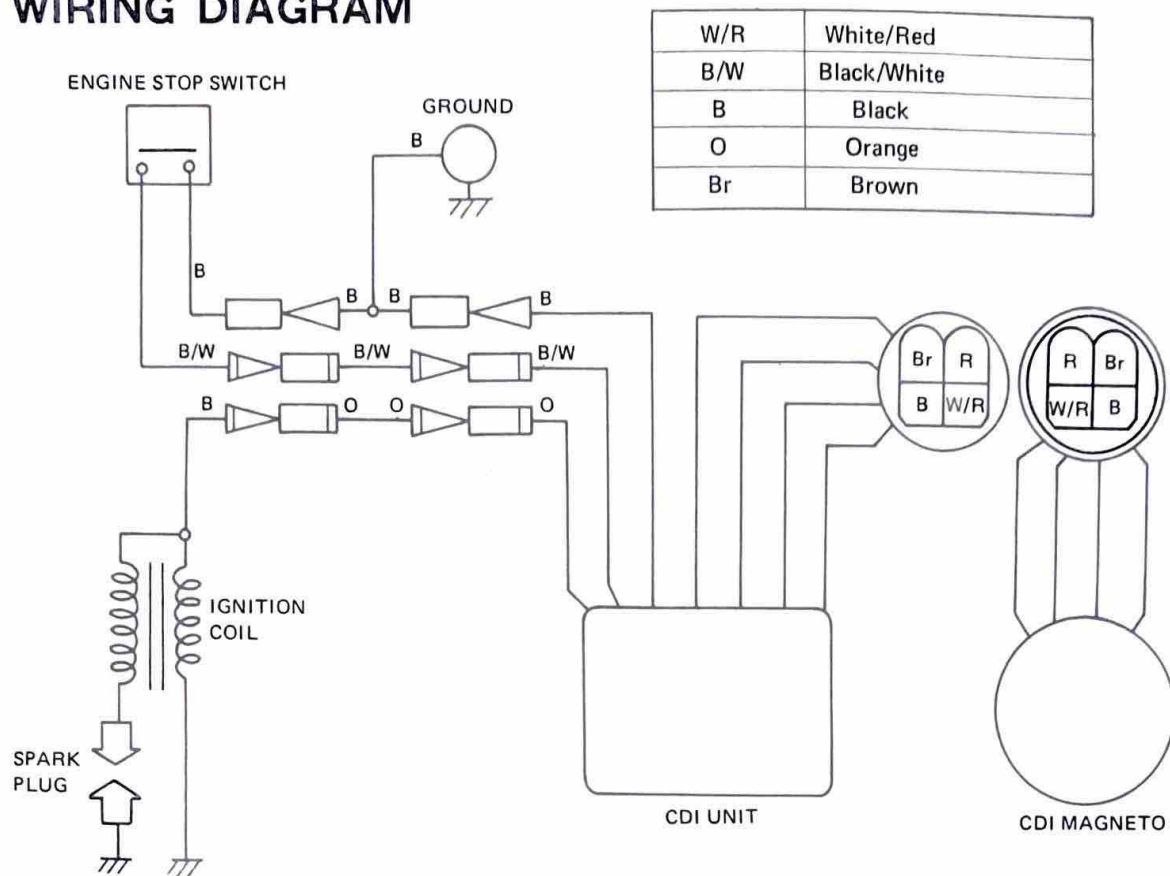 WIRING DIAGRAM
W/R White/Red
B/W Black/White
B Black
O Orange
Br Brown
ENGINE STOP SWITCH
GROUND
B
B
B B B
B/W B/W B/W
B O O O
Br R
B W/R
R Br
W/R B
IGNITION
COIL
SPARK
PLUG
CDI UNIT
CDI MAGNETO